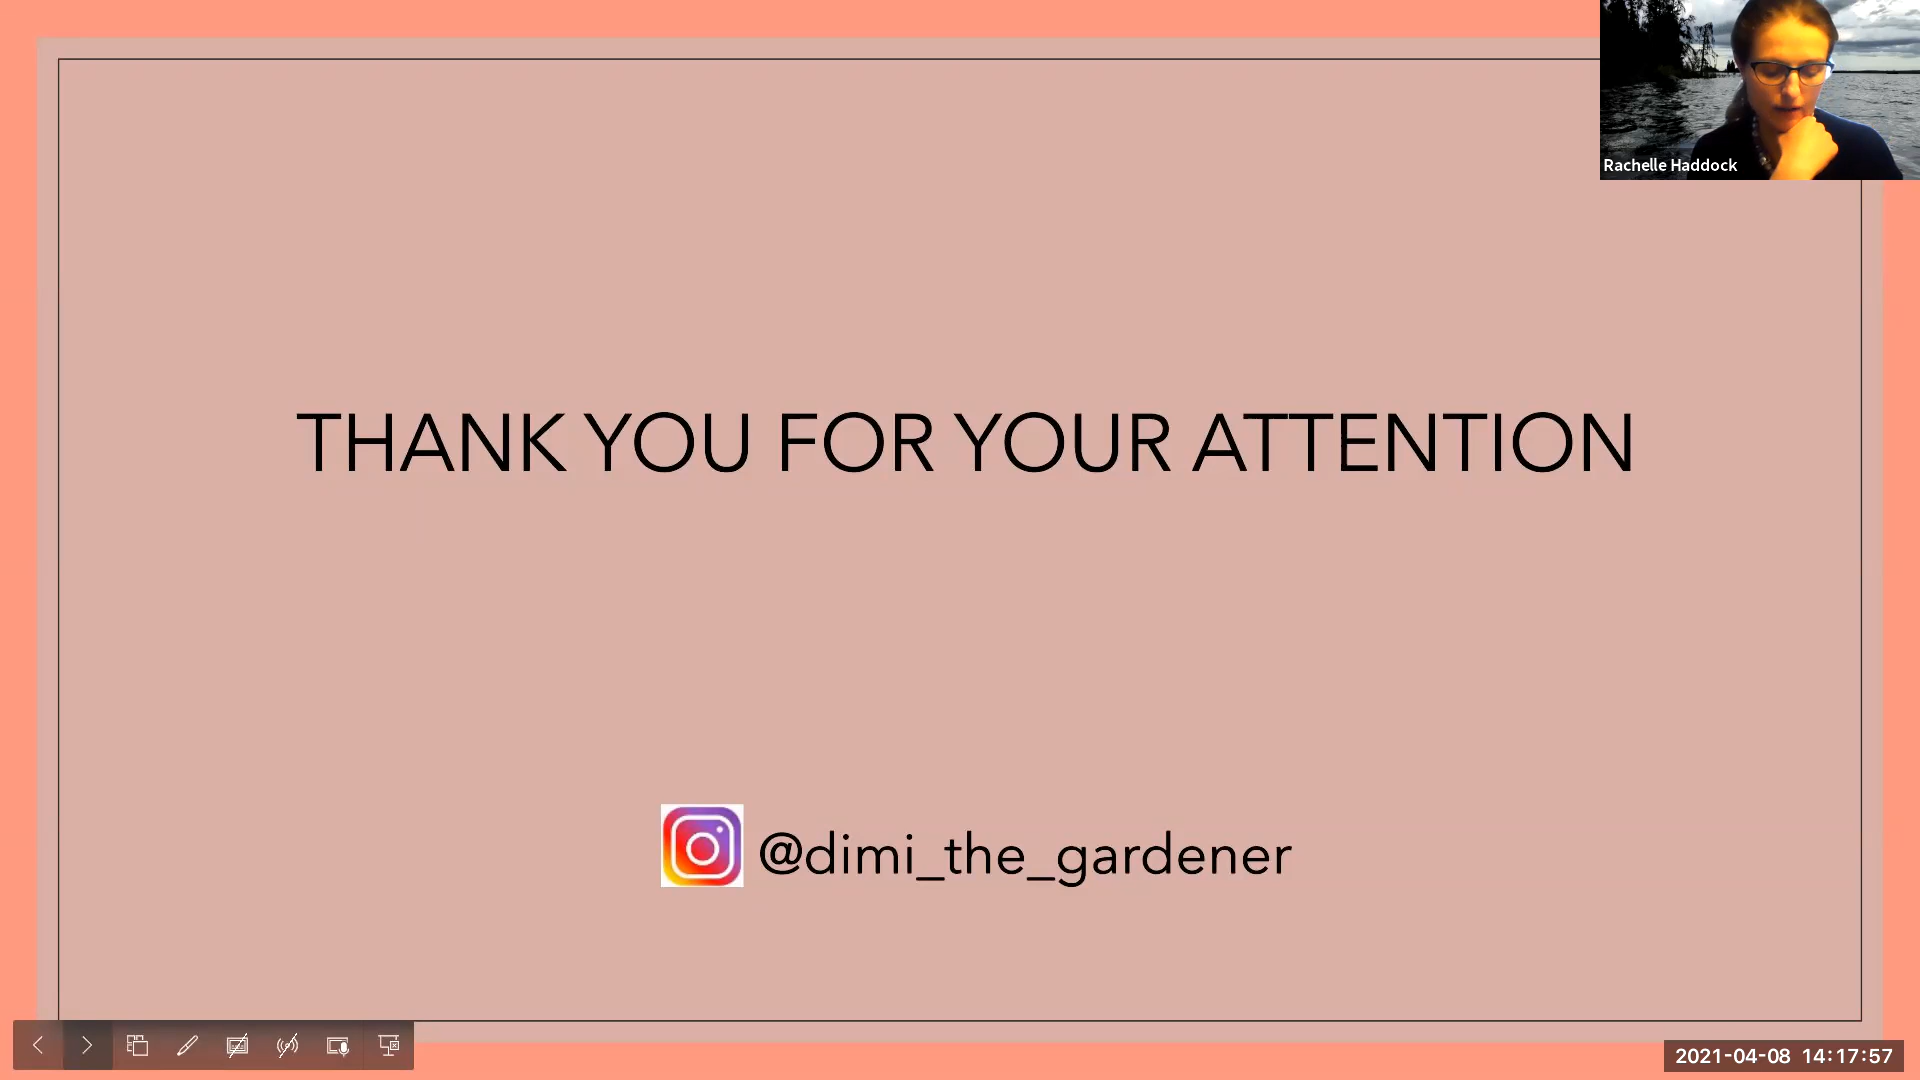 Rachelle Haddock
THANK YOU FOR YOUR ATTENTION
@dimi_the_gardener
2021-04-08 14:17:57